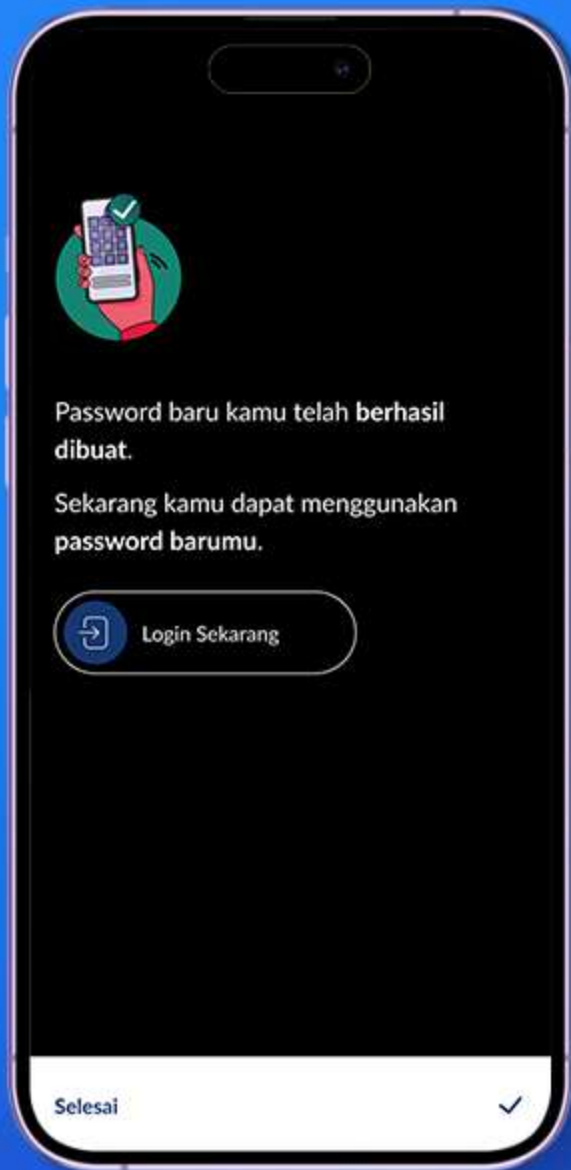 Password baru kamu telah berhasil
dibuat.
Sekarang kamu dapat menggunakan
password barumu.
Login Sekarang
Selesai